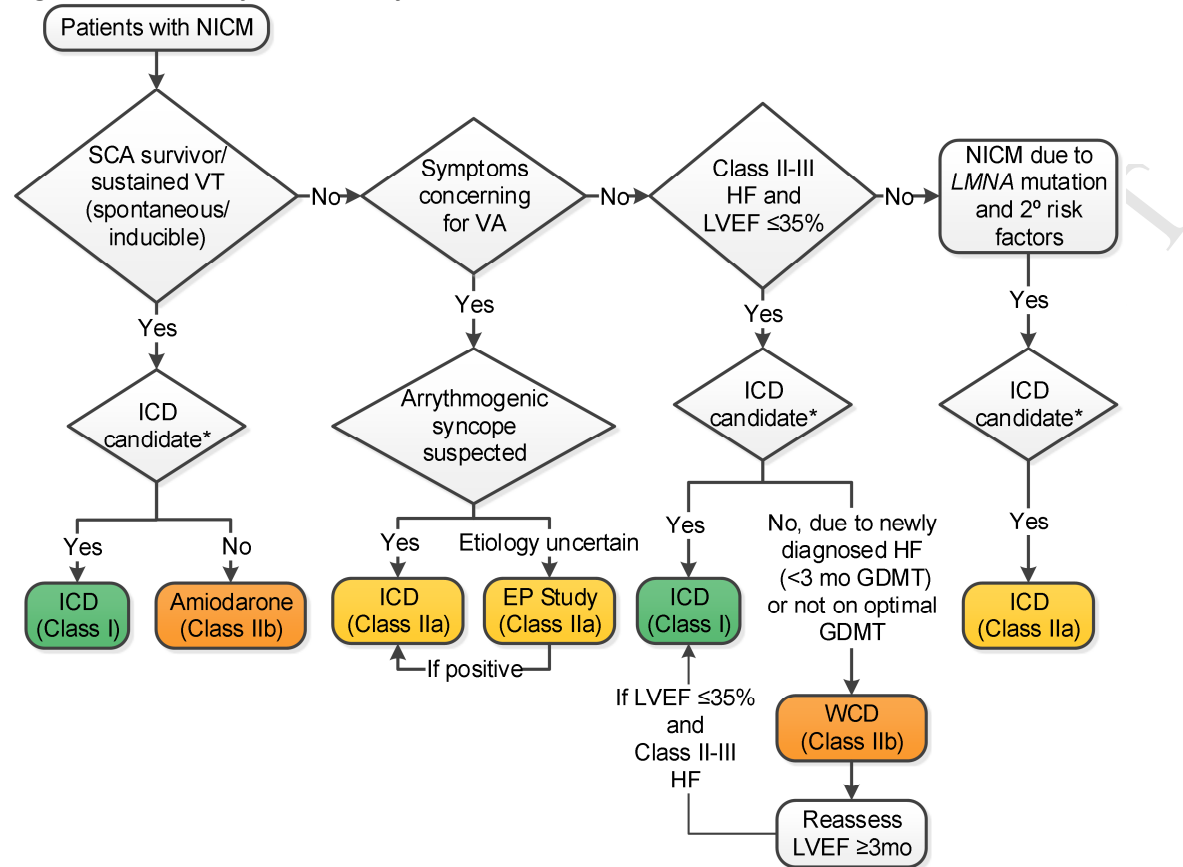 Patients with NICM
SCA survivor/
sustained VT
(spontaneous/
inducible)
No
Symptoms
concerning
for VA
No
Class II-III
HF and
LVEF ≤35%
No
NICM due to
LMNA mutation
and 2º risk
factors
Yes
Yes
Yes
Yes
ICD
candidate*
Arrythmogenic
syncope
suspected
ICD
candidate*
ICD
candidate*
Yes
No
Yes
Etiology uncertain
Yes
No, due to newly
diagnosed HF
(<3 mo GDMT)
or not on optimal
GDMT
Yes
ICD
(Class I)
Amiodarone
(Class IIb)
ICD
(Class IIa)
EP Study
(Class IIa)
If positive
ICD
(Class I)
ICD
(Class IIa)
If LVEF ≤35%
and
Class II-III
HF
WCD
(Class IIb)
Reassess
LVEF ≥3mo